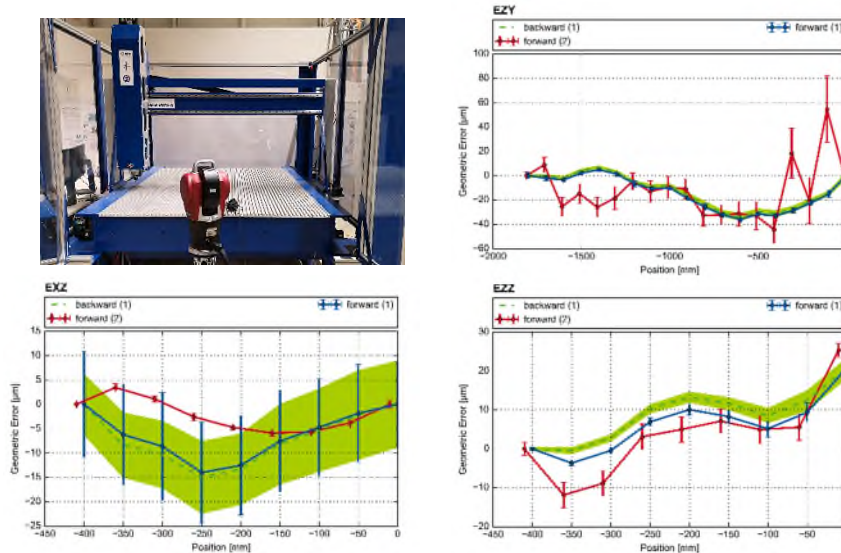 EZY
backward (1)
forward (1)
forward (2)
Geometric Error [μm]
100
80
60
40
20
0
−20
−40
−60
−2000
−1500
−1000
−500
0
Position [mm]
EXZ
backward (1)
forward (1)
forward (2)
Geometric Error [μm]
15
10
5
0
−5
−10
−15
−20
−25
−450
−400
−350
−300
−250
−200
−150
−100
−50
0
Position [mm]
EZZ
backward (1)
forward (1)
forward (2)
Geometric Error [μm]
30
20
10
0
−10
−20
−450
−400
−350
−300
−250
−200
−150
−100
−50
0
Position [mm]